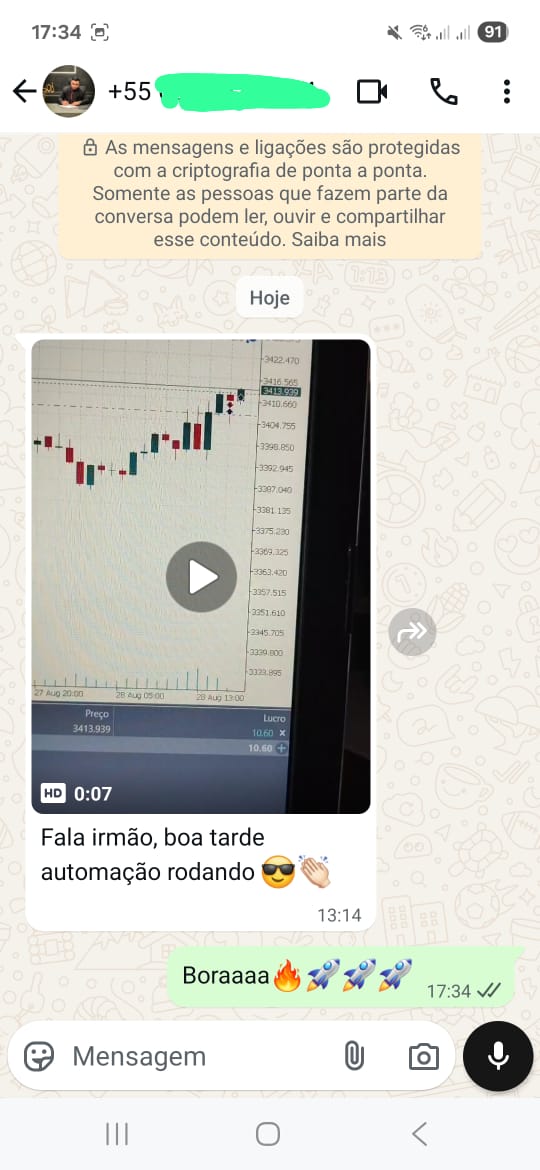 17:34
91
+55
As mensagens e ligações são protegidas
com a criptografia de ponta a ponta.
Somente as pessoas que fazem parte da
conversa podem ler, ouvir e compartilhar
esse conteúdo. Saiba mais
Hoje
3422.470
3416.565
3413.939
3410.660
3404.755
3398.850
3392.945
3387.040
3381.135
3375.230
3369.325
3363.420
3357.515
3351.610
3345.705
3339.800
3333.895
27 Aug 20:00
28 Aug 05:00
28 Aug 13:00
Preço
Lucro
3413.939
10.60
10.60
HD 0:07
Fala irmão, boa tarde
automação rodando 😎👏🏻
13:14
Boraaaa🔥🚀🚀🚀
17:34
Mensagem